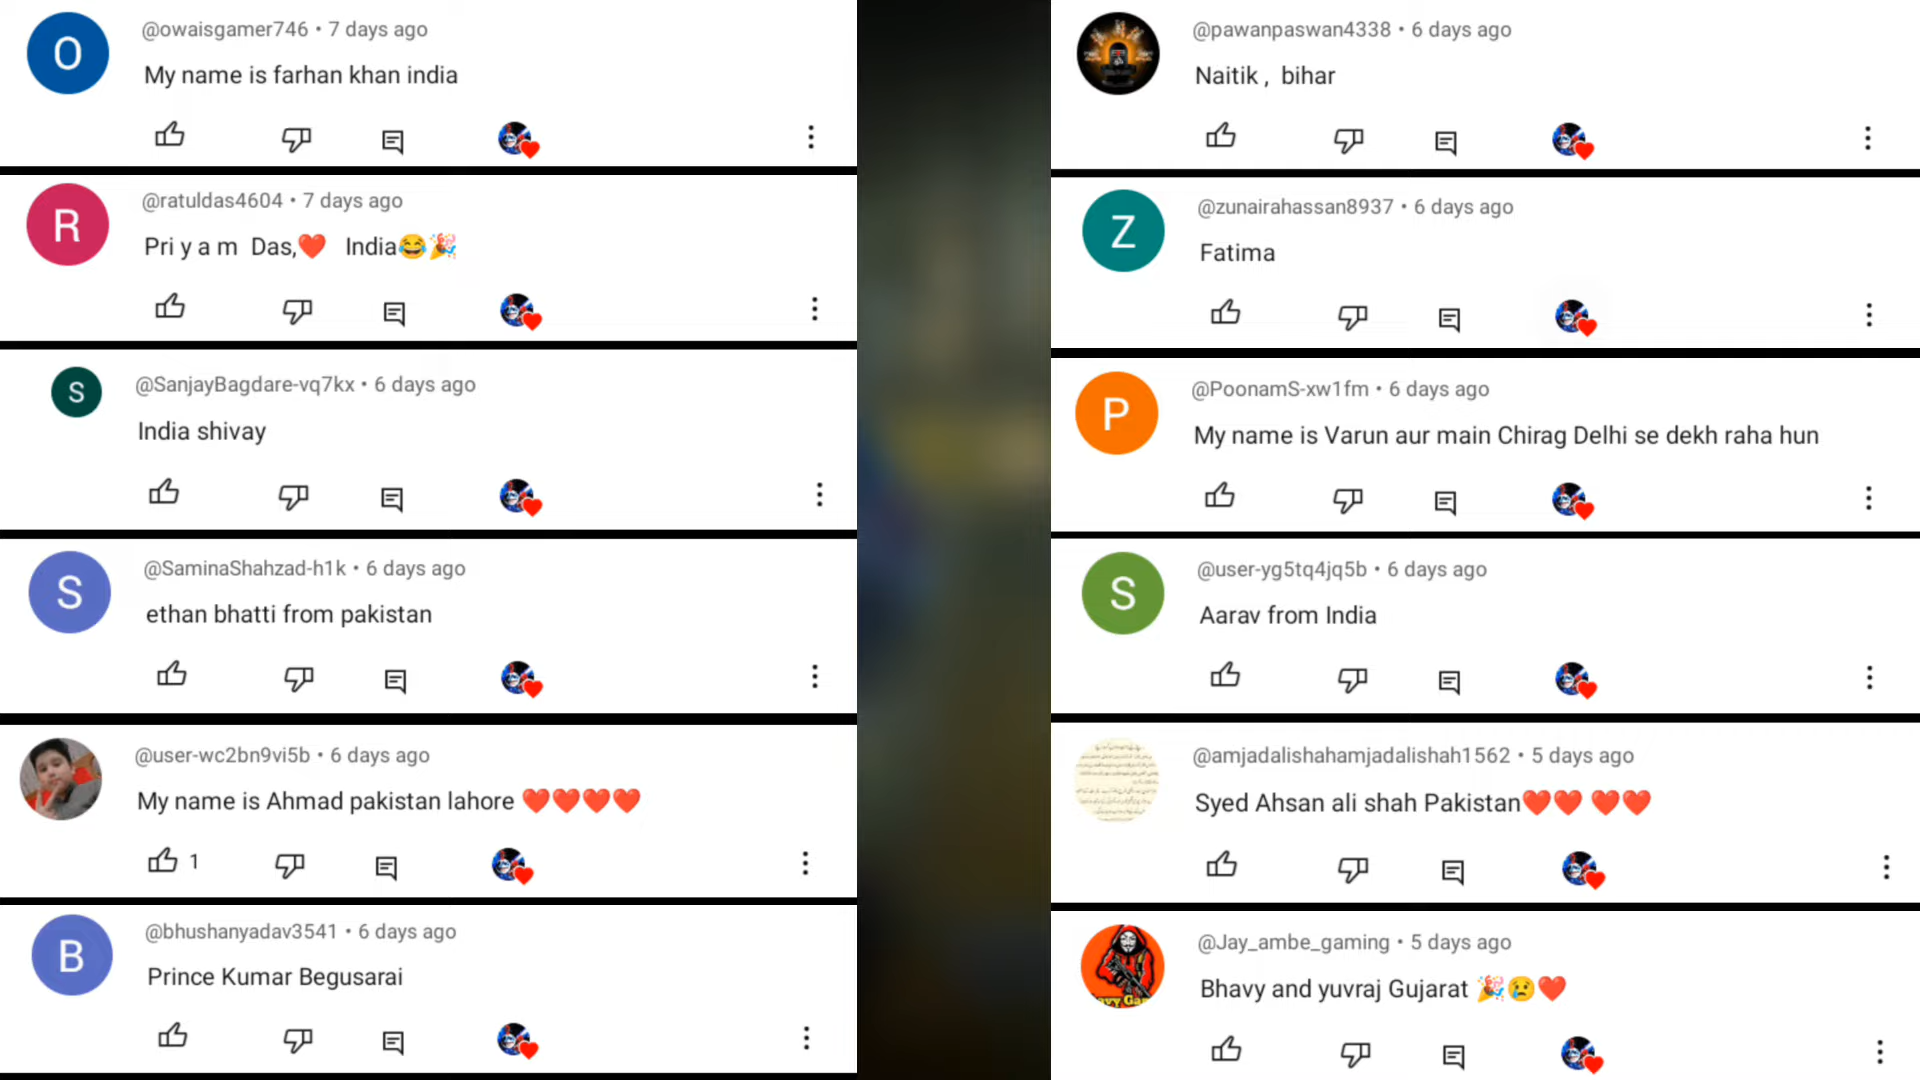 O
@owaisgamer746 • 7 days ago
My name is farhan khan india
R
@ratuldas4604 • 7 days ago
Pri y a m Das,❤️ India😂🎉
S
@SanjayBagdare-vq7kx • 6 days ago
India shivay
S
@SaminaShahzad-h1k • 6 days ago
ethan bhatti from pakistan
@user-wc2bn9vi5b • 6 days ago
My name is Ahmad pakistan lahore ❤️❤️❤️❤️
1
B
@bhushanyadav3541 • 6 days ago
Prince Kumar Begusarai
@pawanpaswan4338 • 6 days ago
Naitik , bihar
Z
@zunairahassan8937 • 6 days ago
Fatima
P
@PoonamS-xw1fm • 6 days ago
My name is Varun aur main Chirag Delhi se dekh raha hun
S
@user-yg5tq4jq5b • 6 days ago
Aarav from India
@amjadalishahamjadalishah1562 • 5 days ago
Syed Ahsan ali shah Pakistan❤️❤️ ❤️❤️
@Jay_ambe_gaming • 5 days ago
Bhavy and yuvraj Gujarat 🎉😢❤️